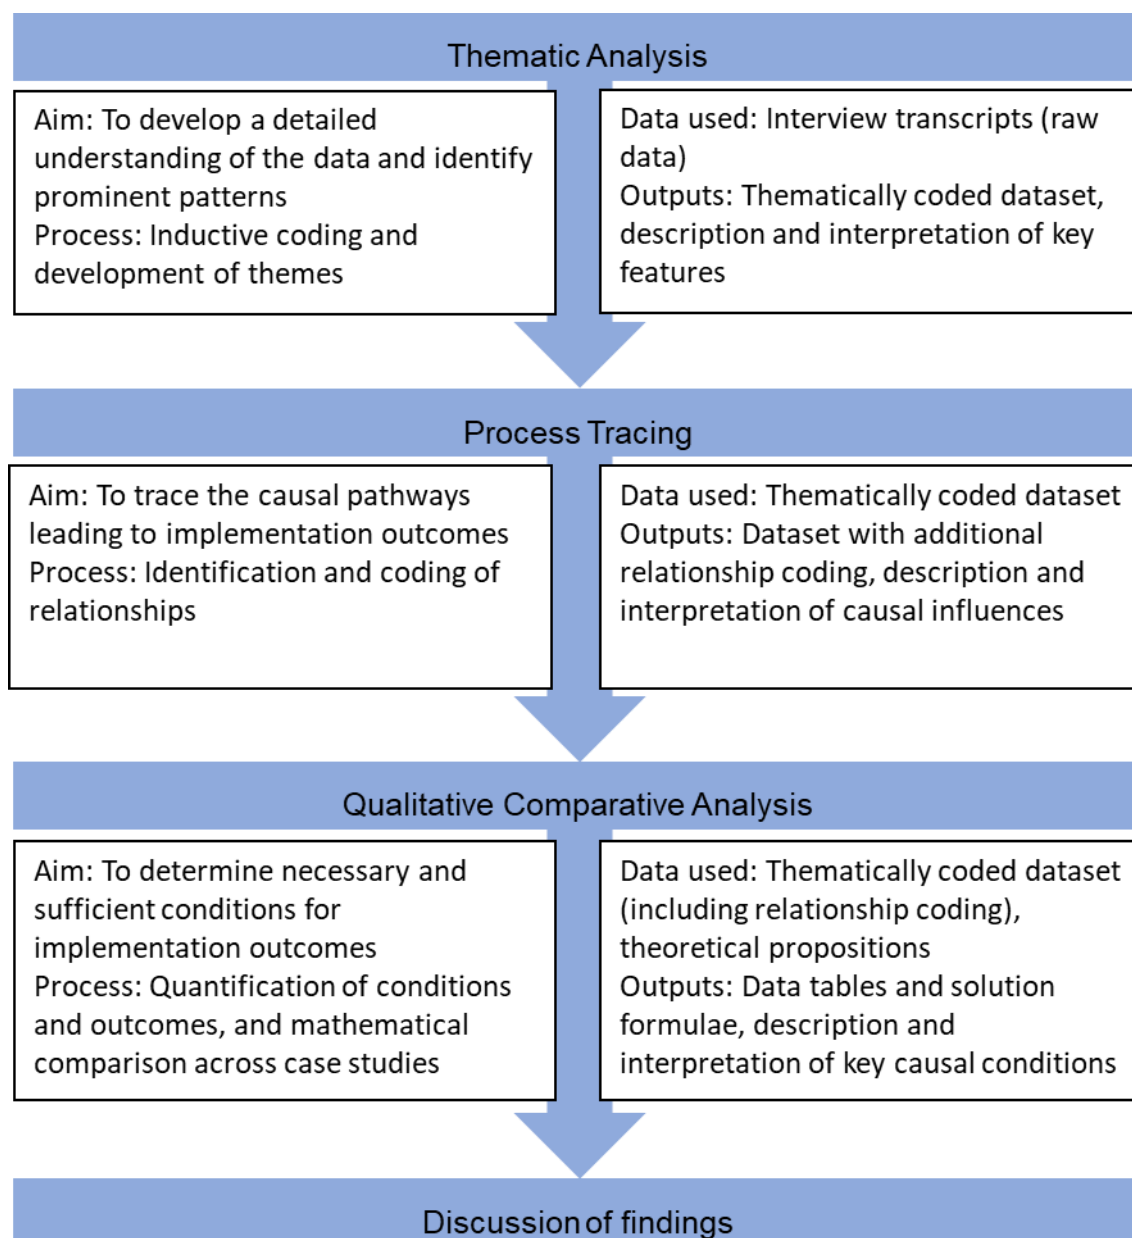 Thematic Analysis
Aim: To develop a detailed
understanding of the data and identify
prominent patterns
Process: Inductive coding and
development of themes
Data used: Interview transcripts (raw
data)
Outputs: Thematically coded dataset,
description and interpretation of key
features
Process Tracing
Aim: To trace the causal pathways
leading to implementation outcomes
Process: Identification and coding of
relationships
Data used: Thematically coded dataset
Outputs: Dataset with additional
relationship coding, description and
interpretation of causal influences
Qualitative Comparative Analysis
Aim: To determine necessary and
sufficient conditions for
implementation outcomes
Process: Quantification of conditions
and outcomes, and mathematical
comparison across case studies
Data used: Thematically coded dataset
(including relationship coding),
theoretical propositions
Outputs: Data tables and solution
formulae, description and
interpretation of key causal conditions
Discussion of findings